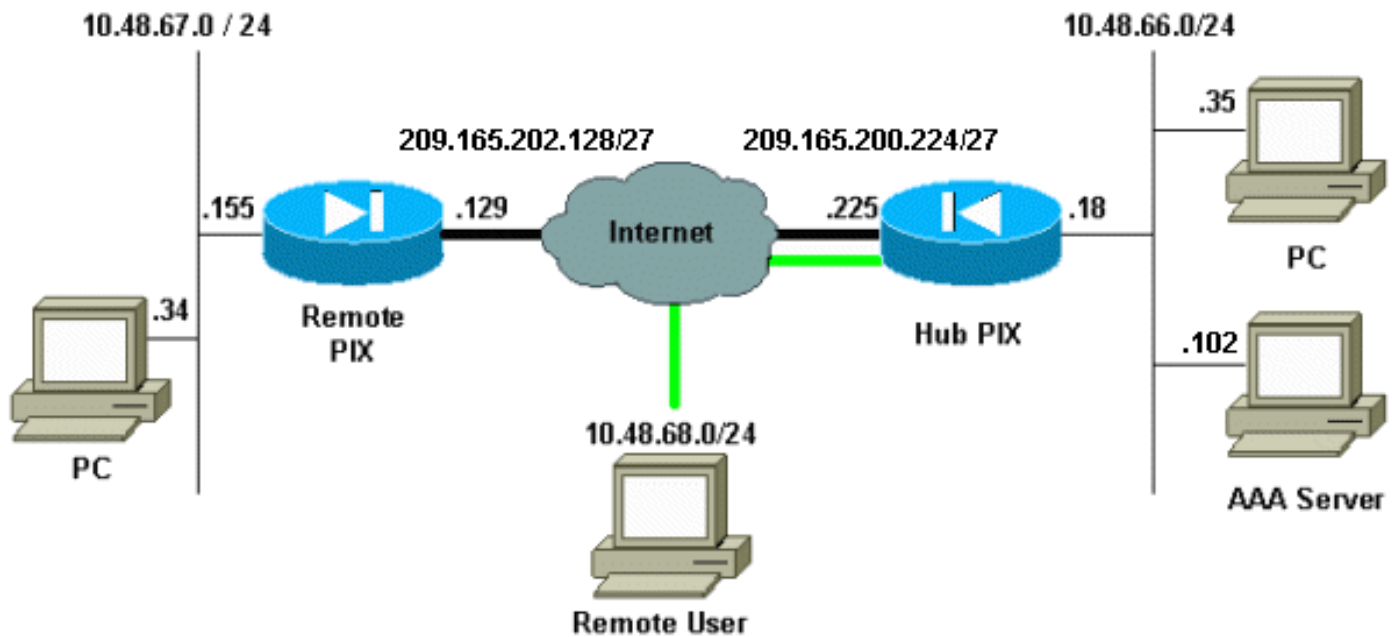 10.48.67.0 / 24
10.48.66.0/24
.35
209.165.202.128/27
209.165.200.224/27
.155
.129
Internet
.225
.18
PC
.34
Remote
PIX
Hub PIX
.102
10.48.68.0/24
PC
AAA Server
Remote User